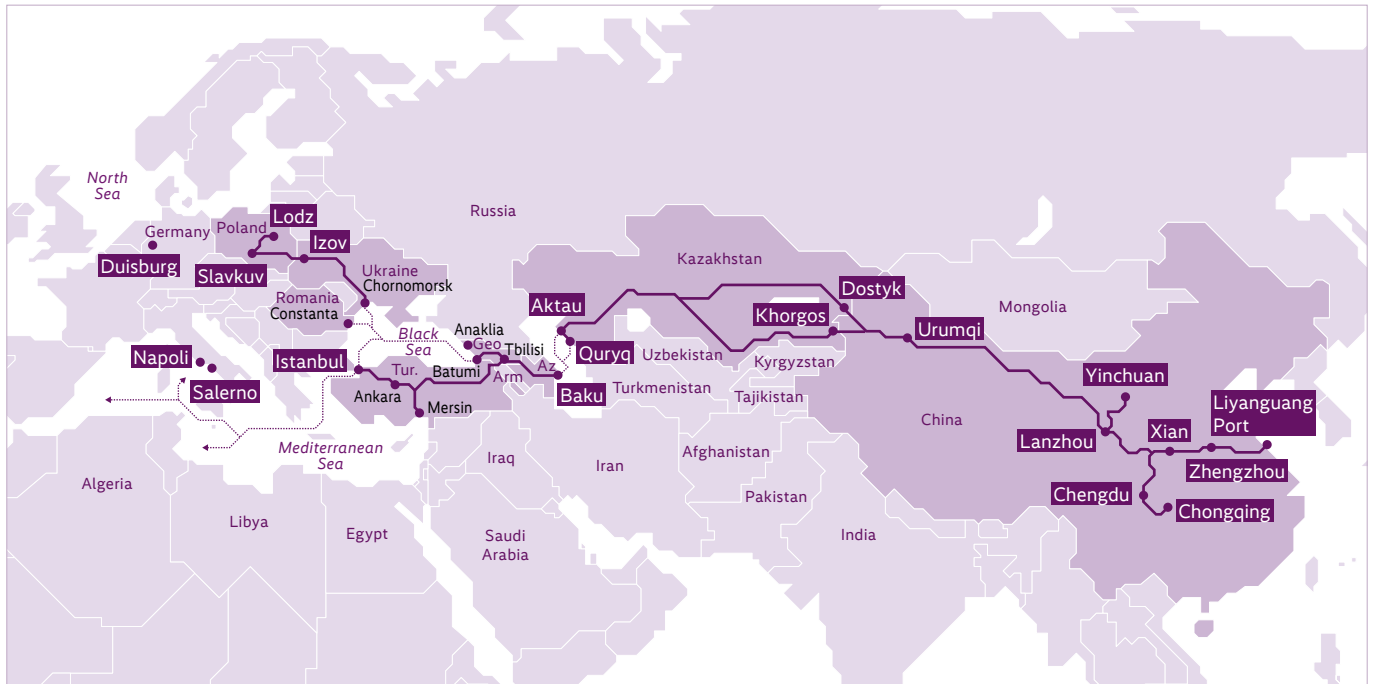 North
Sea
Russia
Germany
Poland
Lodz
Izov
Duisburg
Slavkuv
Ukraine
Chornomorsk
Romania
Constanta
Kazakhstan
Mongolia
Dostyk
Aktau
Khorgos
Urumqi
Black
Sea
Anaklia
Geo
Tbilisi
Quryq
Uzbekistan
Kyrgyzstan
Napoli
Istanbul
Tur.
Batumi
Arm
Az
Baku
Turkmenistan
Tajikistan
Yinchuan
Salerno
Ankara
Mersin
China
Lanzhou
Xian
Liyanguang
Port
Zhengzhou
Mediterranean
Sea
Iraq
Iran
Afghanistan
Pakistan
Chengdu
Chongqing
Algeria
Libya
Egypt
Saudi
Arabia
India